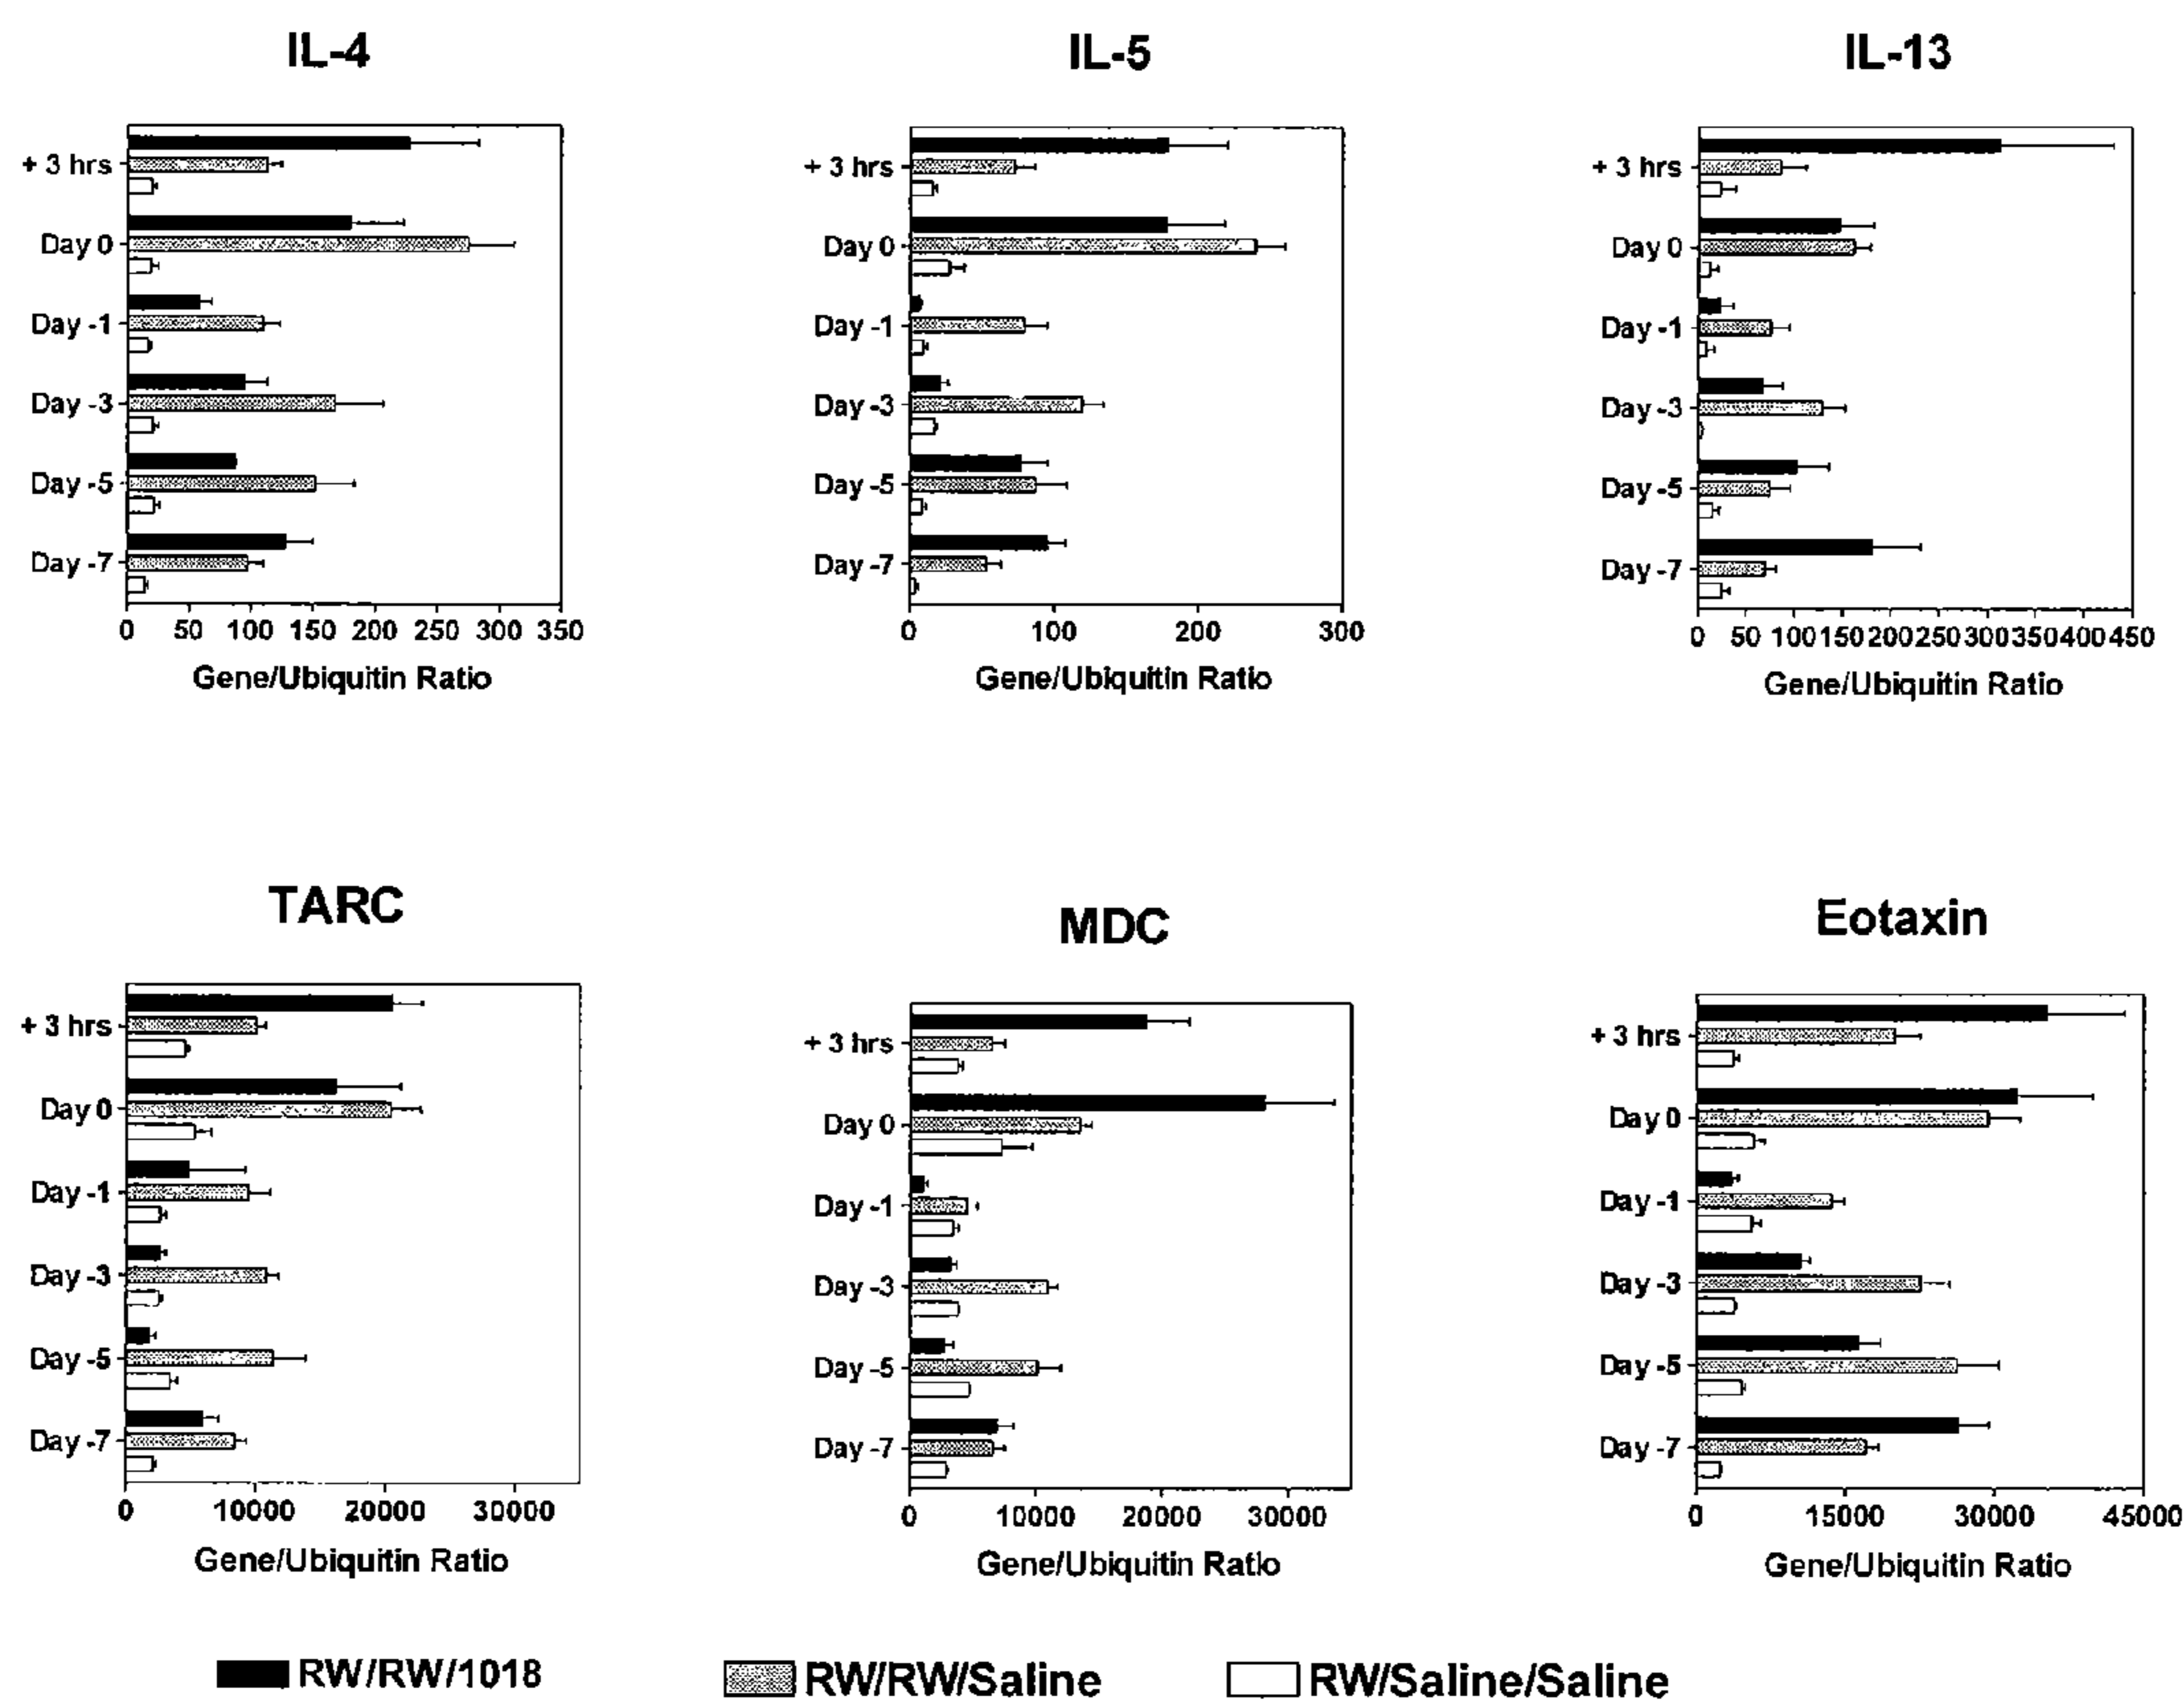 IL-4
IL-5
IL-13
+ 3 hrs
Day 0
Day -1
Day -3
Day -5
Day -7
0 50 100 150 200 250 300 350
Gene/Ubiquitin Ratio
+ 3 hrs
Day 0
Day -1
Day -3
Day -5
Day -7
0 100 200 300
Gene/Ubiquitin Ratio
+ 3 hrs
Day 0
Day -1
Day -3
Day -5
Day -7
0 50 100 150 200 250 300 350 400 450
Gene/Ubiquitin Ratio
TARC
MDC
Eotaxin
+ 3 hrs
Day 0
Day -1
Day -3
Day -5
Day -7
0 10000 20000 30000
Gene/Ubiquitin Ratio
+ 3 hrs
Day 0
Day -1
Day -3
Day -5
Day -7
0 10000 20000 30000
Gene/Ubiquitin Ratio
+ 3 hrs
Day 0
Day -1
Day -3
Day -5
Day -7
0 15000 30000 45000
Gene/Ubiquitin Ratio
RW/RW/1018
RW/RW/Saline
RW/Saline/Saline